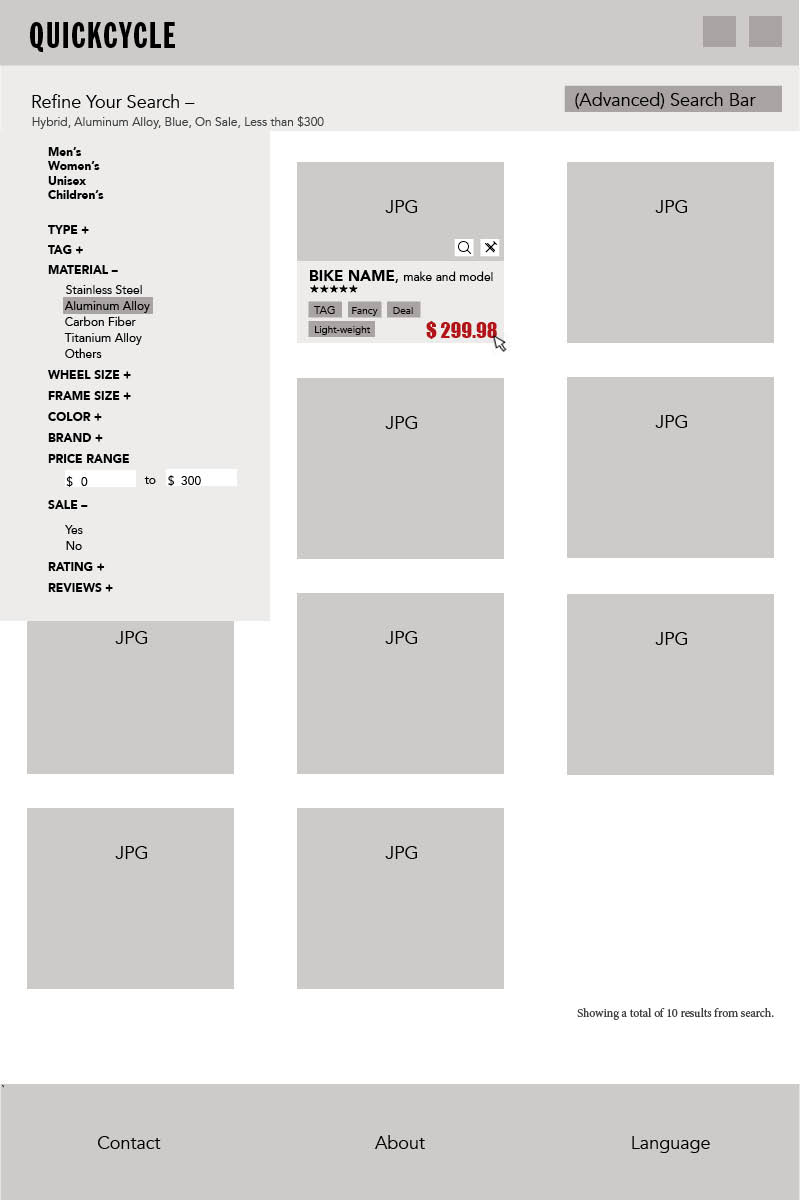 QUICKCYCLE
Refine Your Search –
(Advanced) Search Bar
Hybrid, Aluminum Alloy, Blue, On Sale, Less than $300
Men's
Women's
Unisex
Children's
TYPE +
TAG +
MATERIAL –
Stainless Steel
Aluminum Alloy
Carbon Fiber
Titanium Alloy
Others
WHEEL SIZE +
FRAME SIZE +
COLOR +
BRAND +
PRICE RANGE
$ 0 to $ 300
SALE –
Yes
No
RATING +
REVIEWS +
JPG
BIKE NAME, make and model
★★★★★
TAG Fancy Deal
Light-weight
$ 299.98
JPG
JPG
JPG
JPG
JPG
JPG
JPG
JPG
Showing a total of 10 results from search.
Contact
About
Language